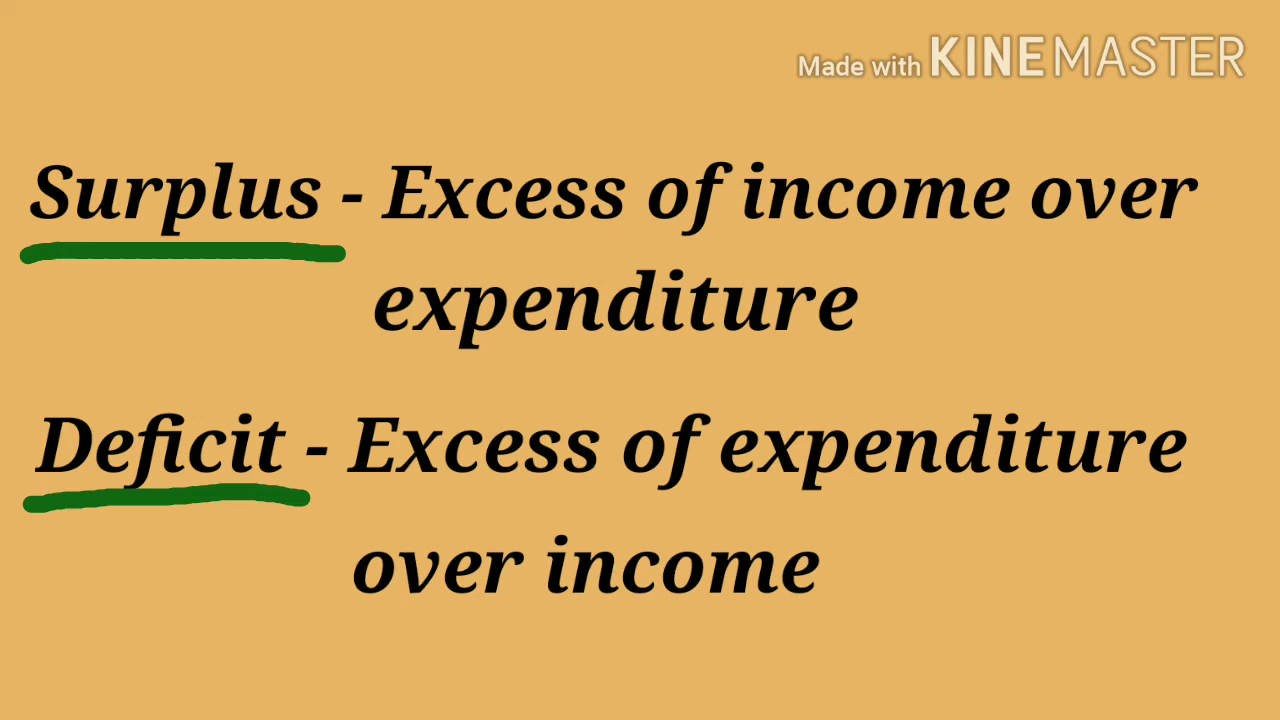 Made with KINEMASTER
Surplus - Excess of income over
expenditure
Deficit - Excess of expenditure
over income